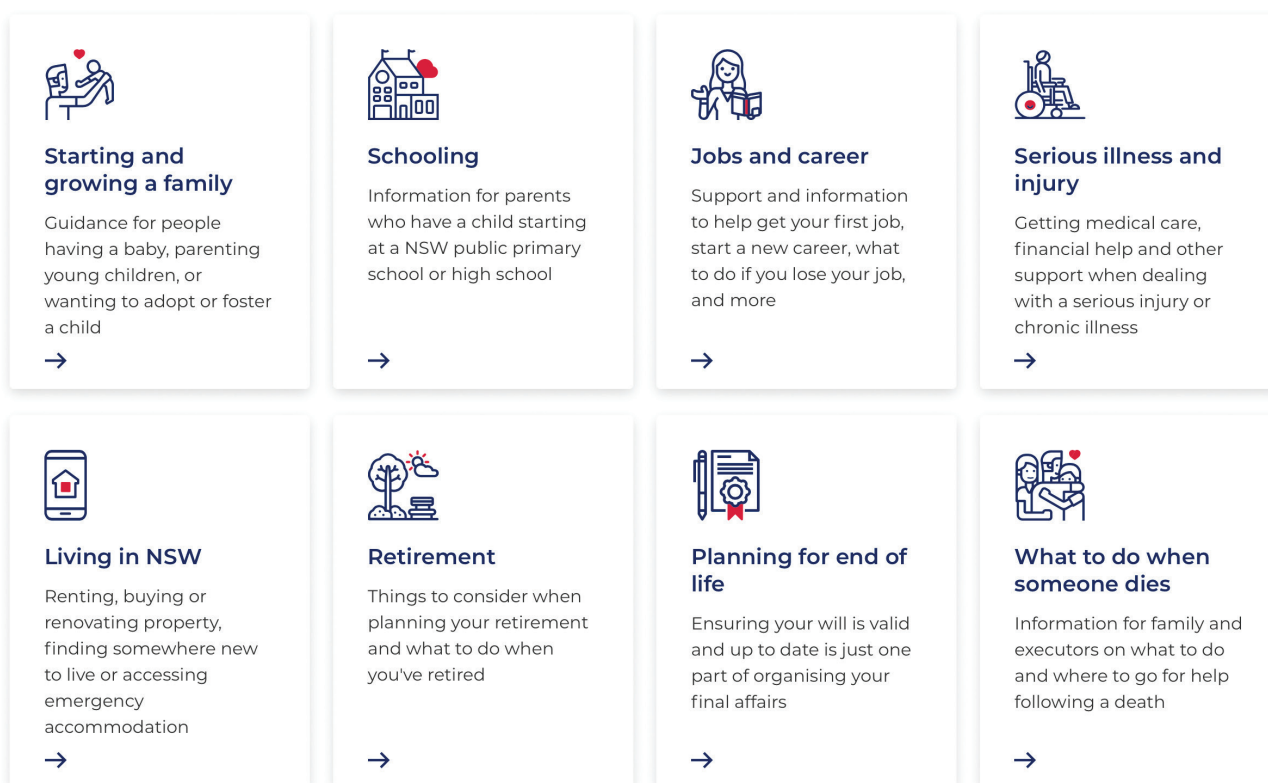 Starting and
growing a family
Guidance for people
having a baby, parenting
young children, or
wanting to adopt or foster
a child
Schooling
Information for parents
who have a child starting
at a NSW public primary
school or high school
Jobs and career
Support and information
to help get your first job,
start a new career, what
to do if you lose your job,
and more
Serious illness and
injury
Getting medical care,
financial help and other
support when dealing
with a serious injury or
chronic illness
Living in NSW
Renting, buying or
renovating property,
finding somewhere new
to live or accessing
emergency
accommodation
Retirement
Things to consider when
planning your retirement
and what to do when
you've retired
Planning for end of
life
Ensuring your will is valid
and up to date is just one
part of organising your
final affairs
What to do when
someone dies
Information for family and
executors on what to do
and where to go for help
following a death